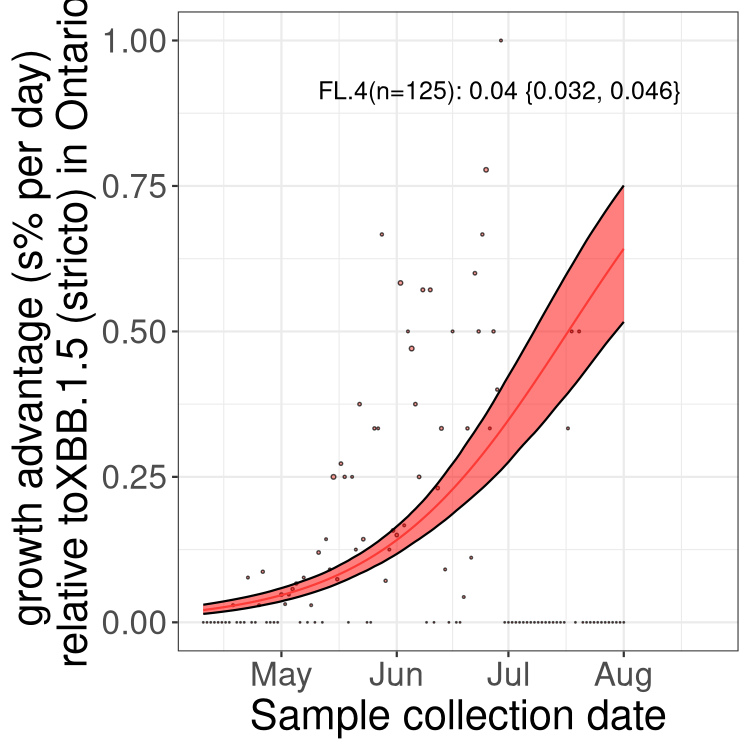 growth advantage (s% per day)
relative toXBB.1.5 (stricto) in Ontario
1.00
0.75
0.50
0.25
0.00
FL.4(n=125): 0.04 {0.032, 0.046}
May Jun Jul Aug
Sample collection date